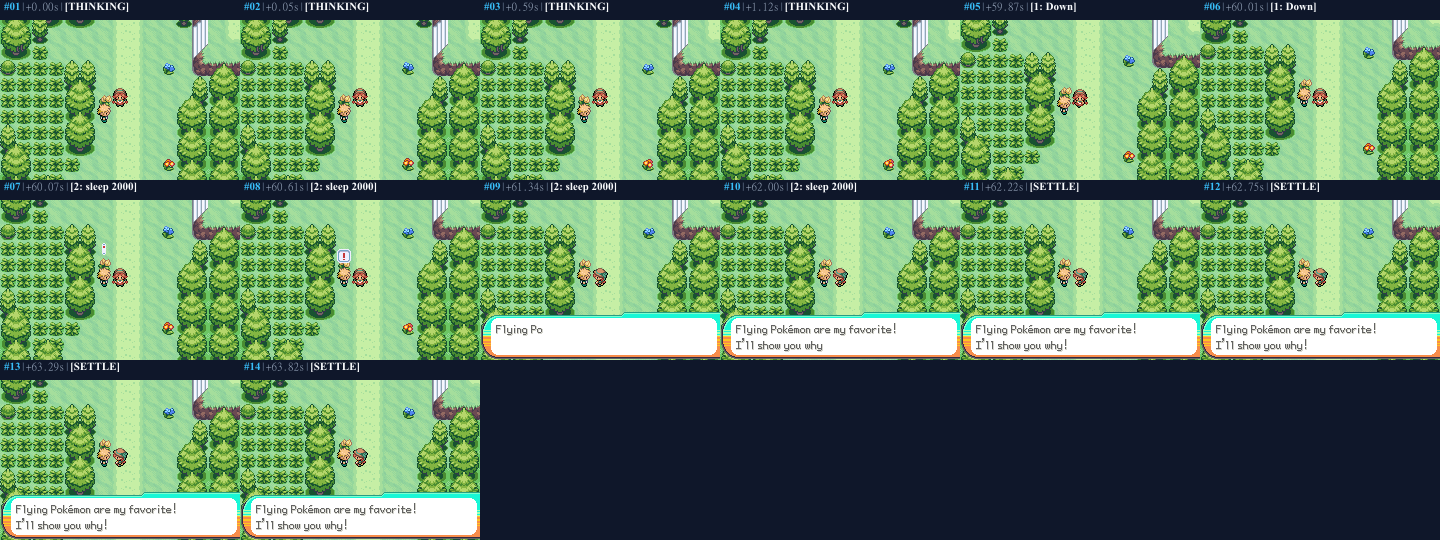 #01|+0.00s|[THINKING]
#02|+0.05s|[THINKING]
#03|+0.59s|[THINKING]
#04|+1.12s|[THINKING]
#05|+59.87s|[1: Down]
#06|+60.01s|[1: Down]
#07|+60.07s|[2: sleep 2000]
#08|+60.61s|[2: sleep 2000]
#09|+61.34s|[2: sleep 2000]
#10|+62.00s|[2: sleep 2000]
#11|+62.22s|[SETTLE]
#12|+62.75s|[SETTLE]
!
Flying Po
Flying Pokémon are my favorite!
I'll show you why
Flying Pokémon are my favorite!
I'll show you why!
Flying Pokémon are my favorite!
I'll show you why!
#13|+63.29s|[SETTLE]
#14|+63.82s|[SETTLE]
Flying Pokémon are my favorite!
I'll show you why!
Flying Pokémon are my favorite!
I'll show you why!